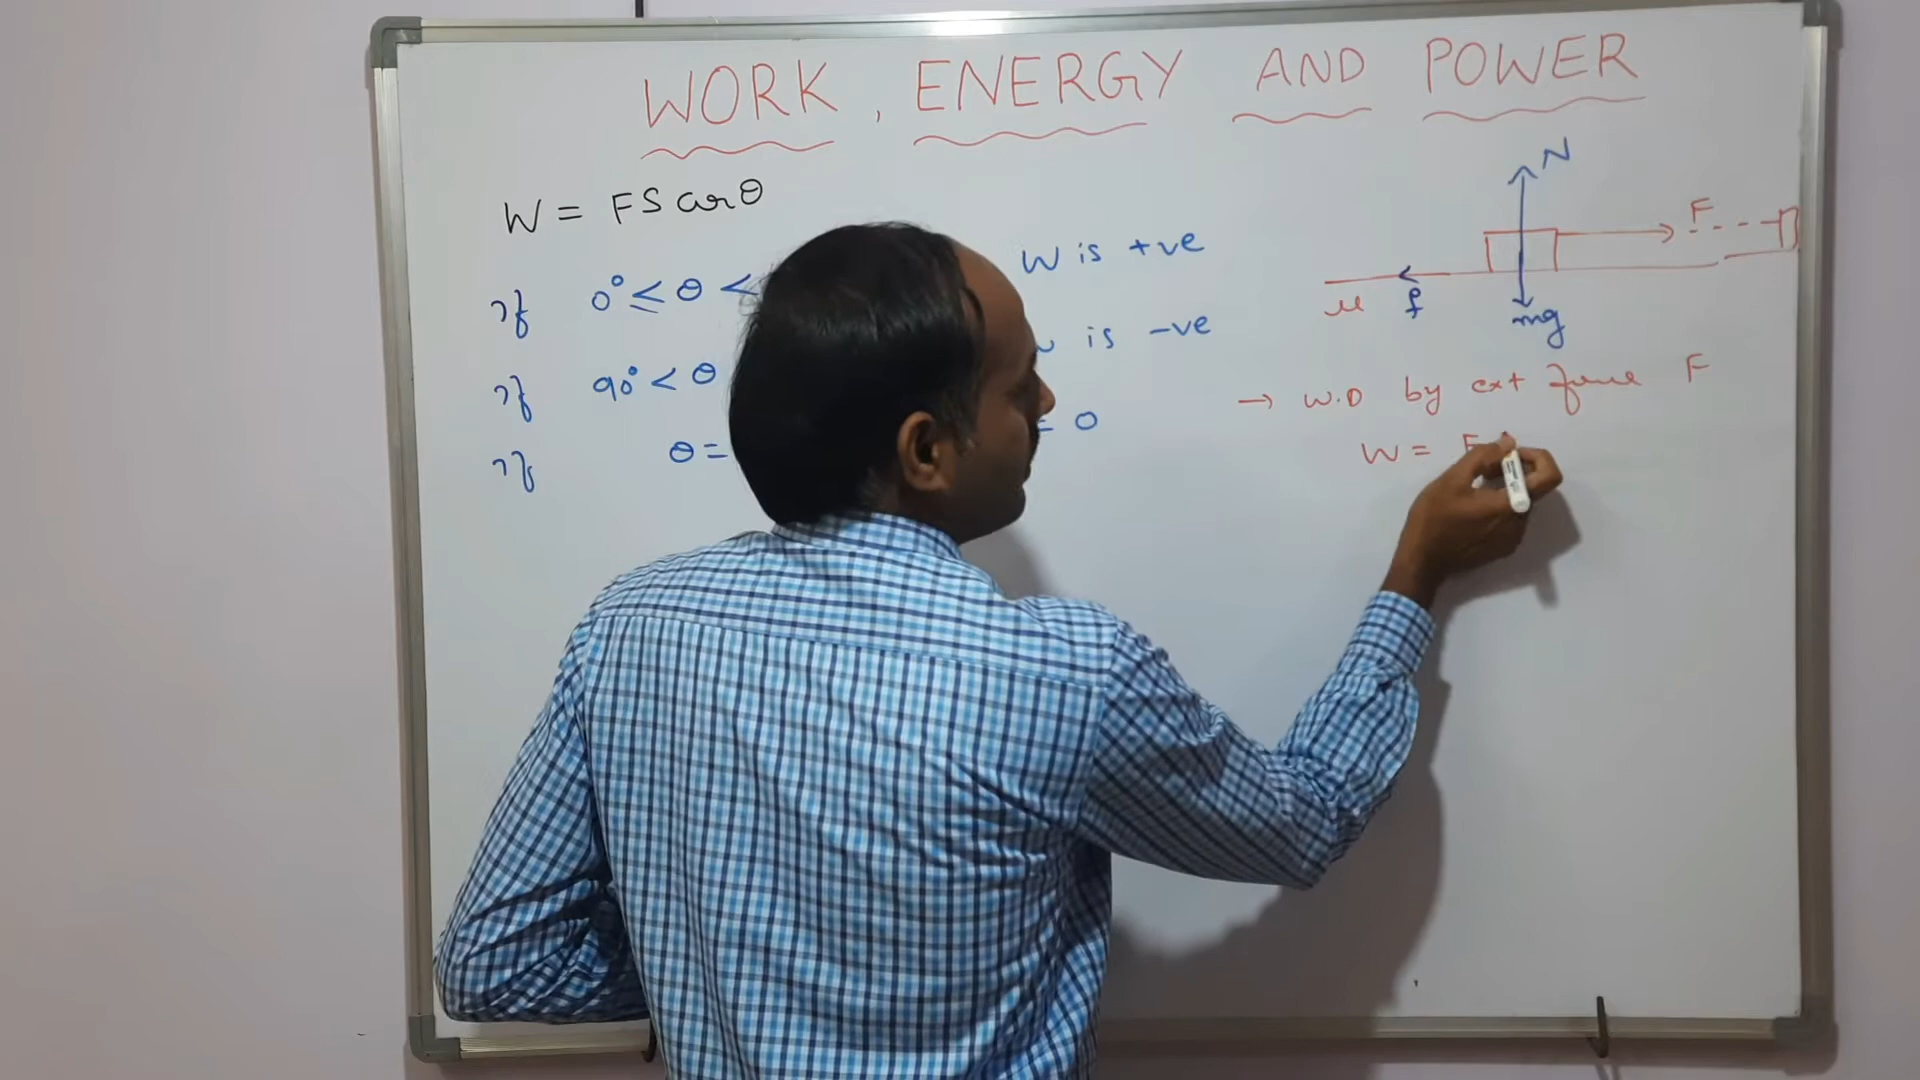 WORK, ENERGY AND POWER
W = FS cosθ
If 0° ≤ θ < W is +ve
If 90° < θ is -ve
If θ = = 0
N
F
μ f mg
→ W.D by ext force F
W = F